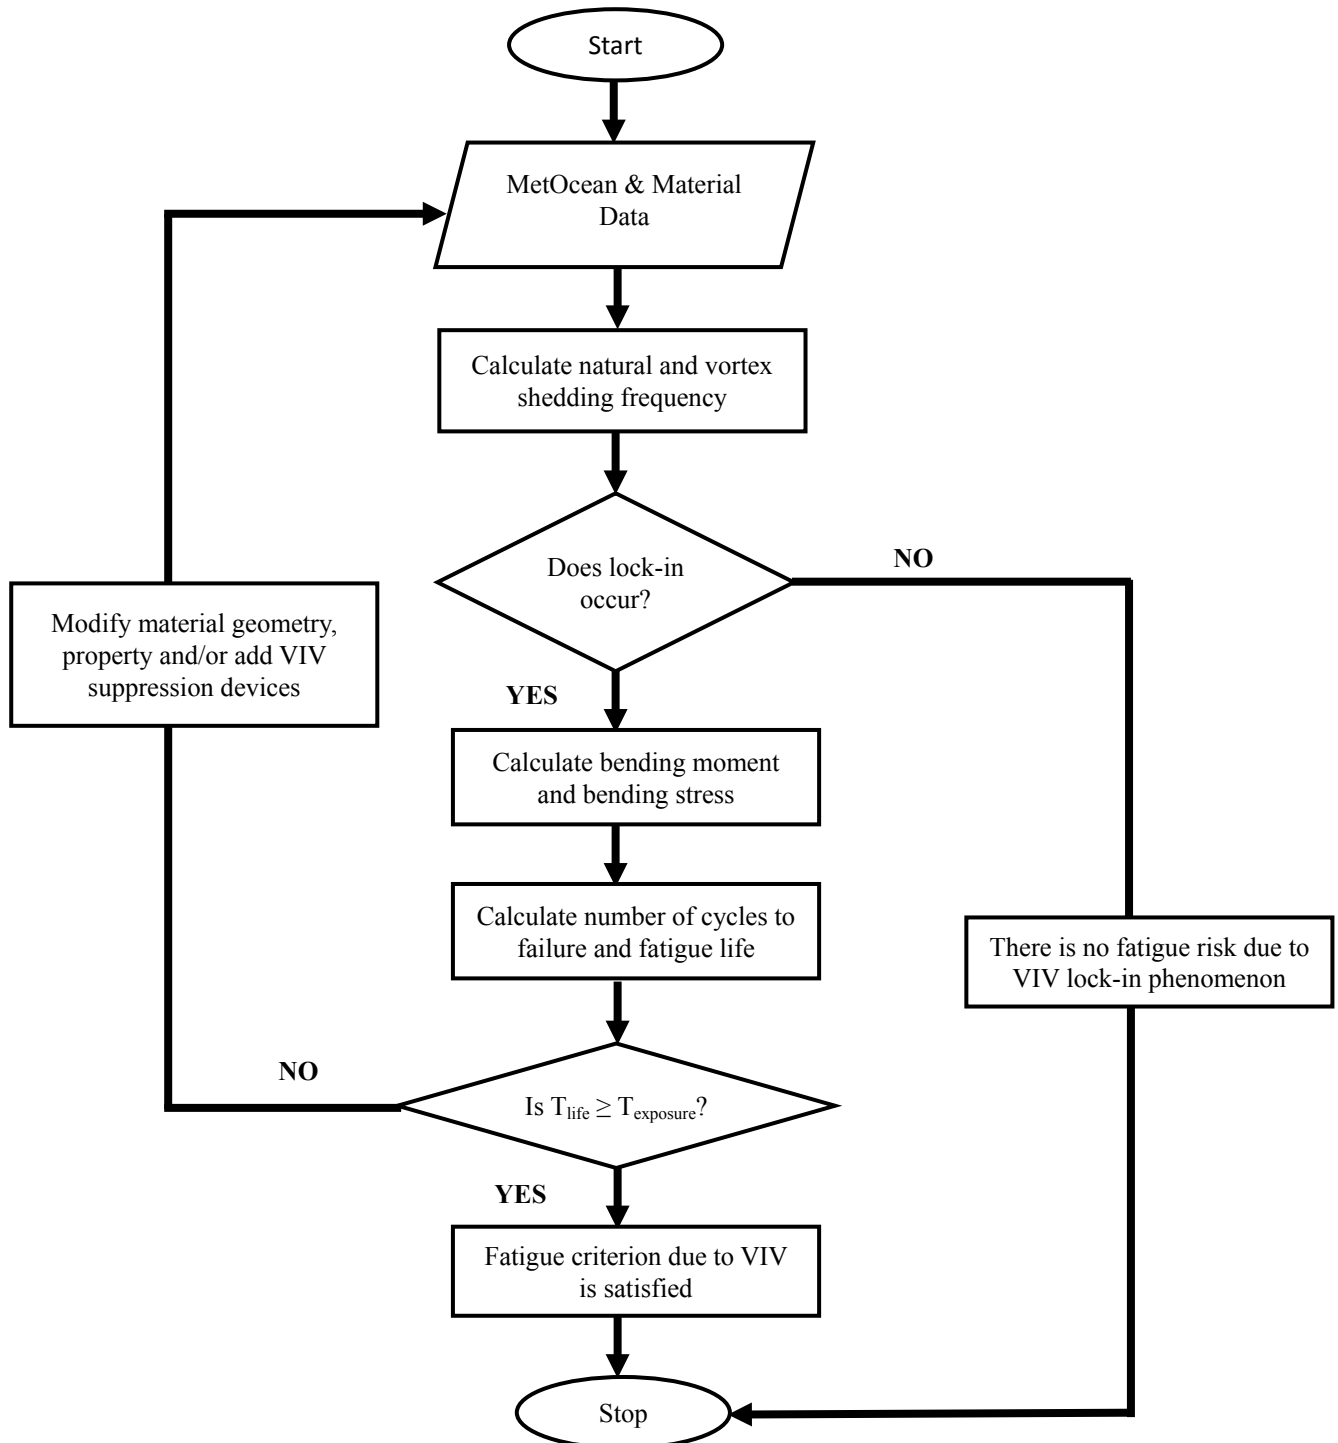 Start
MetOcean & Material
Data
Calculate natural and vortex
shedding frequency
Does lock-in
occur?
NO
Modify material geometry,
property and/or add VIV
suppression devices
YES
Calculate bending moment
and bending stress
Calculate number of cycles to
failure and fatigue life
There is no fatigue risk due to
VIV lock-in phenomenon
NO
Is Tlife ≥ Texposure?
YES
Fatigue criterion due to VIV
is satisfied
Stop